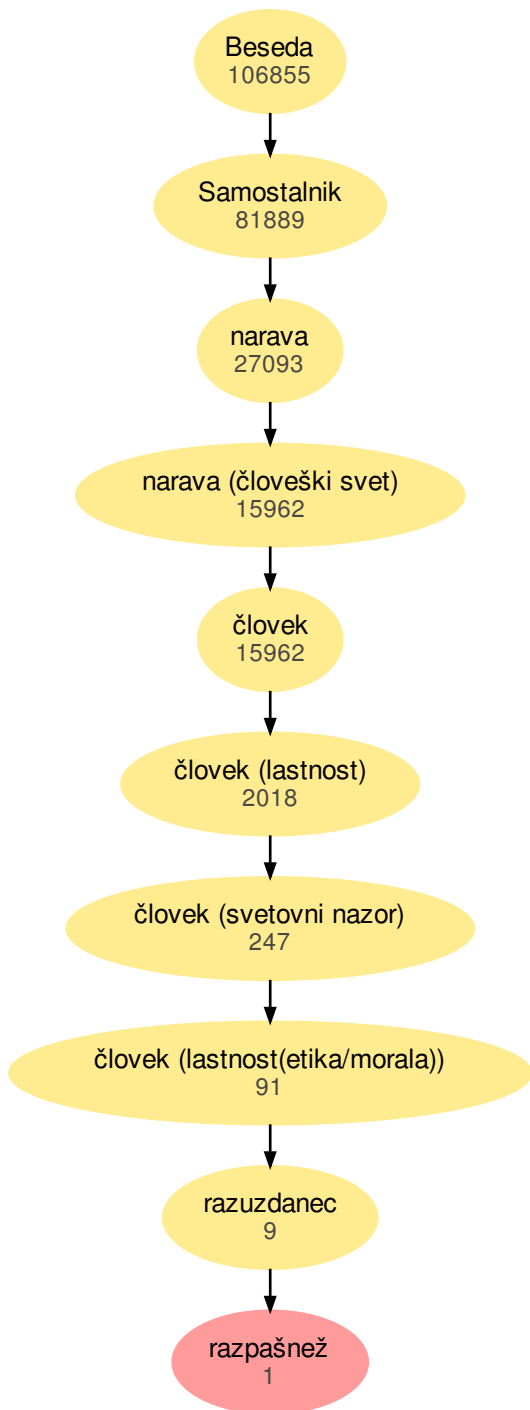 Beseda
106855
Samostalnik
81889
narava
27093
narava (človeški svet)
15962
človek
15962
človek (lastnost)
2018
človek (svetovni nazor)
247
človek (lastnost(etika/morala))
91
razuzdanec
9
razpašnež
1